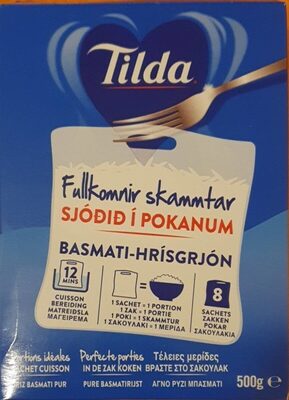 Tilda
Fullkomnir skammtar
SJÓÐIÐ Í POKANUM
BASMATI-HRÍSGRJÓN
12
MINS
CUISSON
BEREIDING
MATREIÐSLA
ΜΑΓΕΙΡΕΜΑ
1 SACHET = 1 PORTION
1 ZAK = 1 PORTIE
1 POKI = 1 SKAMMTUR
1 ΣΑΚΟΥΛΑΚΙ = 1 ΜΕΡΙΔΑ
8
SACHETS
ZAKKEN
POKAR
ΣΑΚΟΥΛΑΚΙΑ
Portions idéales
SACHET CUISSON
RIZ BASMATI PUR
Perfecte porties
IN DE ZAK KOKEN
PURE BASMATIRIJST
Τέλειες μερίδες
ΒΡΑΣΤΕ ΣΤΟ ΣΑΚΟΥΛΑΚ
ΑΓΝΟ ΡΥΖΙ ΜΠΑΣΜΑΤΙ
500g e